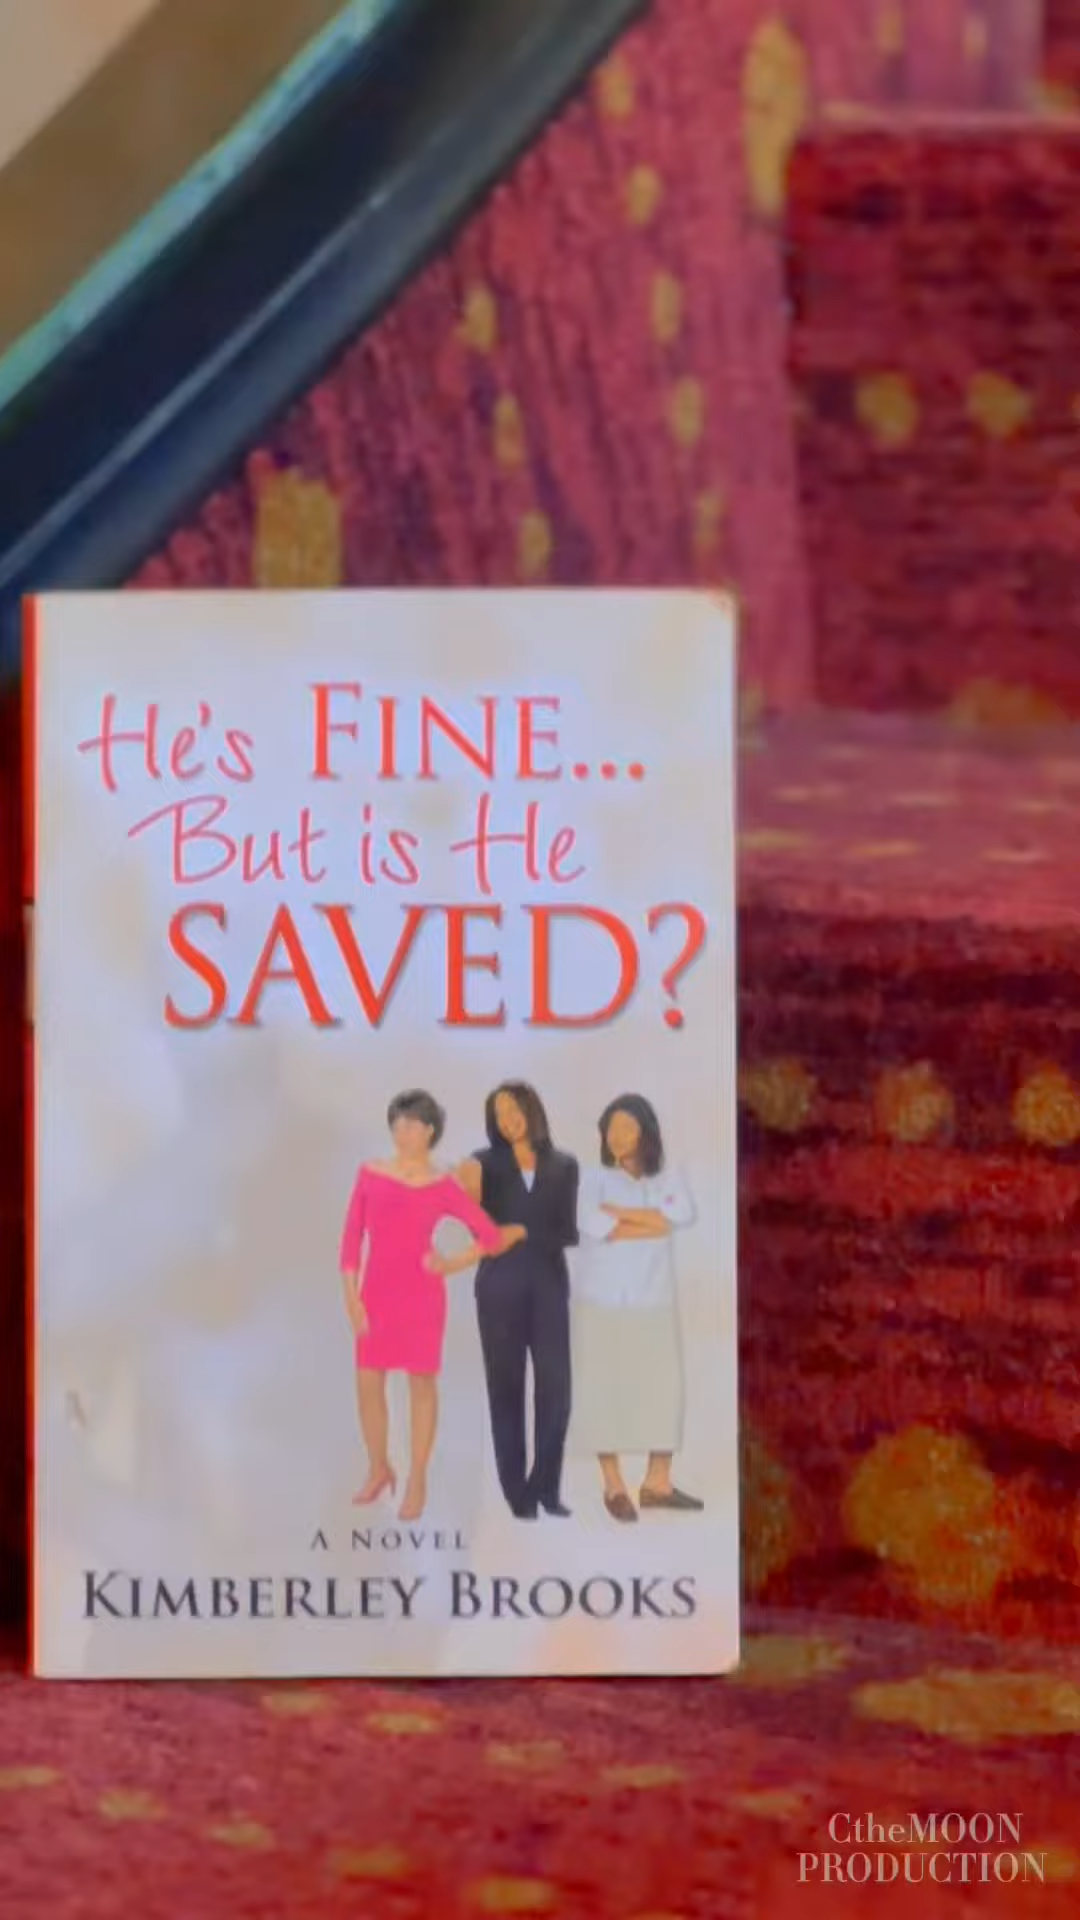 He's FINE...
But is He
SAVED?
A NOVEL
KIMBERLEY BROOKS
CtheMOON
PRODUCTION